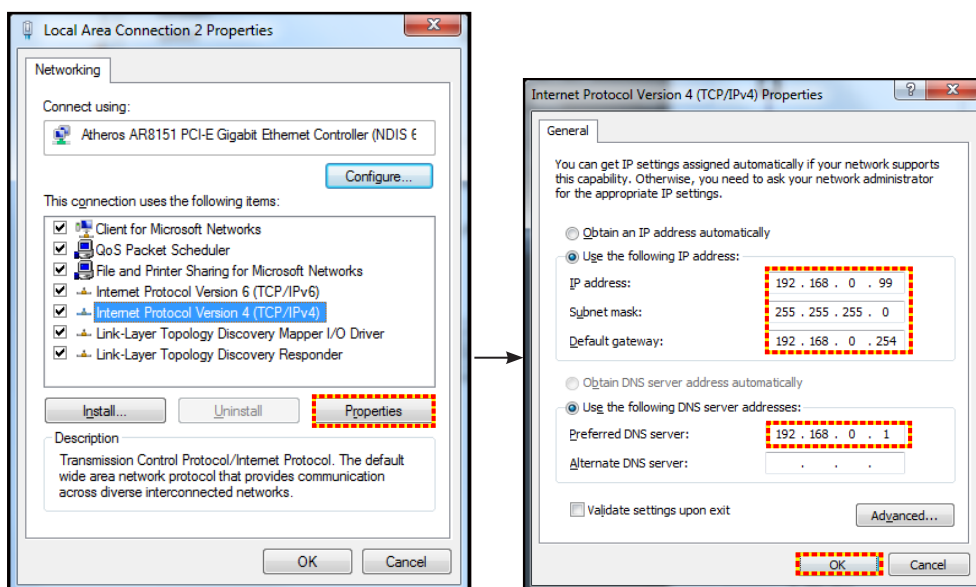 Local Area Connection 2 Properties
Networking
Connect using:
Atheros AR8151 PCI-E Gigabit Ethernet Controller (NDIS 6
Configure...
This connection uses the following items:
Client for Microsoft Networks
QoS Packet Scheduler
File and Printer Sharing for Microsoft Networks
Internet Protocol Version 6 (TCP/IPv6)
Internet Protocol Version 4 (TCP/IPv4)
Link-Layer Topology Discovery Mapper I/O Driver
Link-Layer Topology Discovery Responder
Install...
Uninstall
Properties
Description
Transmission Control Protocol/Internet Protocol. The default
wide area network protocol that provides communication
across diverse interconnected networks.
OK
Cancel
Internet Protocol Version 4 (TCP/IPv4) Properties
General
You can get IP settings assigned automatically if your network supports
this capability. Otherwise, you need to ask your network administrator
for the appropriate IP settings.
Obtain an IP address automatically
Use the following IP address:
IP address: 192 . 168 . 0 . 99
Subnet mask: 255 . 255 . 255 . 0
Default gateway: 192 . 168 . 0 . 254
Obtain DNS server address automatically
Use the following DNS server addresses:
Preferred DNS server: 192 . 168 . 0 . 1
Alternate DNS server: . . .
Validate settings upon exit
Advanced...
OK
Cancel